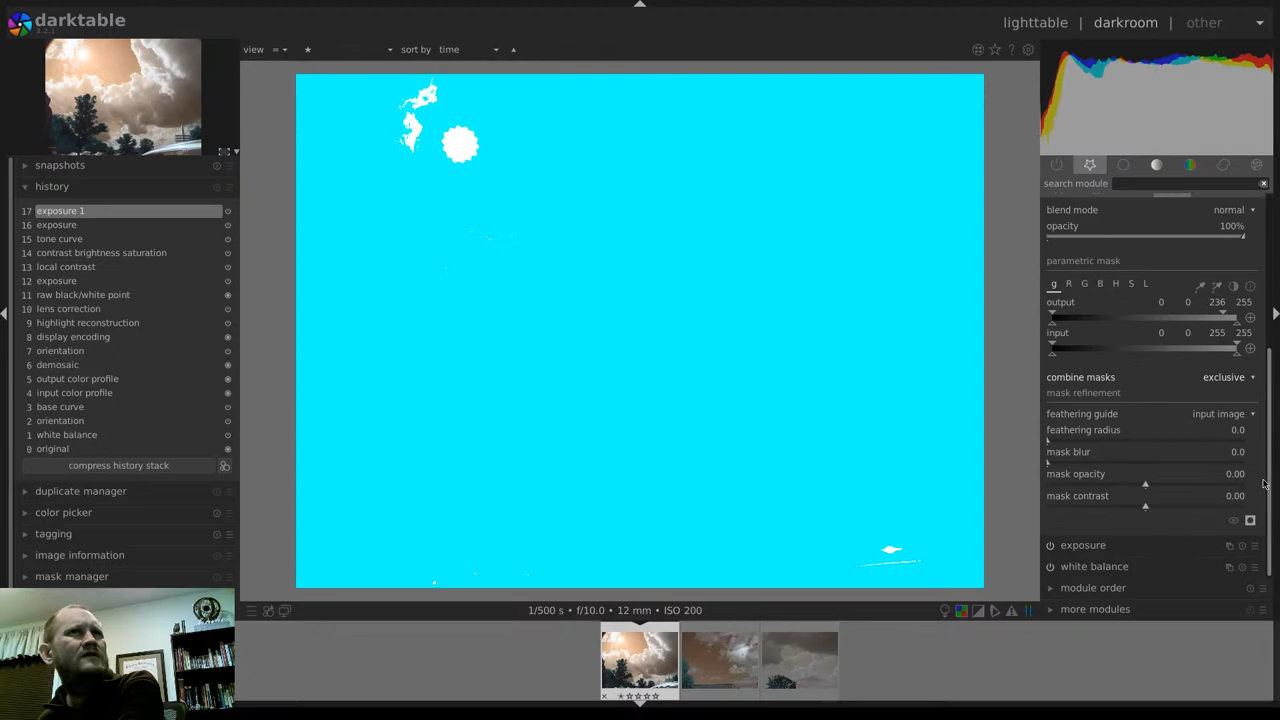 darktable
3.2.1
lighttable | darkroom | other
view = ★ sort by time
snapshots
history
17 exposure 1
16 exposure
15 tone curve
14 contrast brightness saturation
13 local contrast
12 exposure
11 raw black/white point
10 lens correction
9 highlight reconstruction
8 display encoding
7 orientation
6 demosaic
5 output color profile
4 input color profile
3 base curve
2 orientation
1 white balance
0 original
compress history stack
duplicate manager
color picker
tagging
image information
mask manager
search module
blend mode normal
opacity 100%
parametric mask
g R G B H S L
output 0 0 236 255
input 0 0 255 255
combine masks exclusive
mask refinement
feathering guide input image
feathering radius 0.0
mask blur 0.0
mask opacity 0.00
mask contrast 0.00
exposure
white balance
module order
more modules
1/500 s • f/10.0 • 12 mm • ISO 200